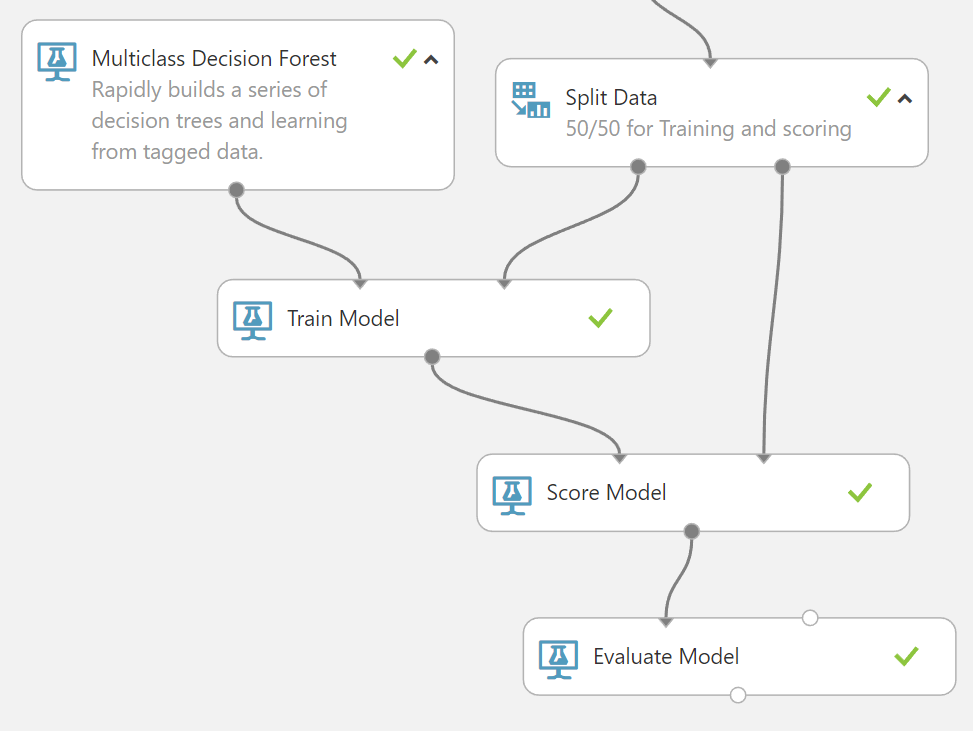 Multiclass Decision Forest
Rapidly builds a series of
decision trees and learning
from tagged data.
Split Data
50/50 for Training and scoring
Train Model
Score Model
Evaluate Model